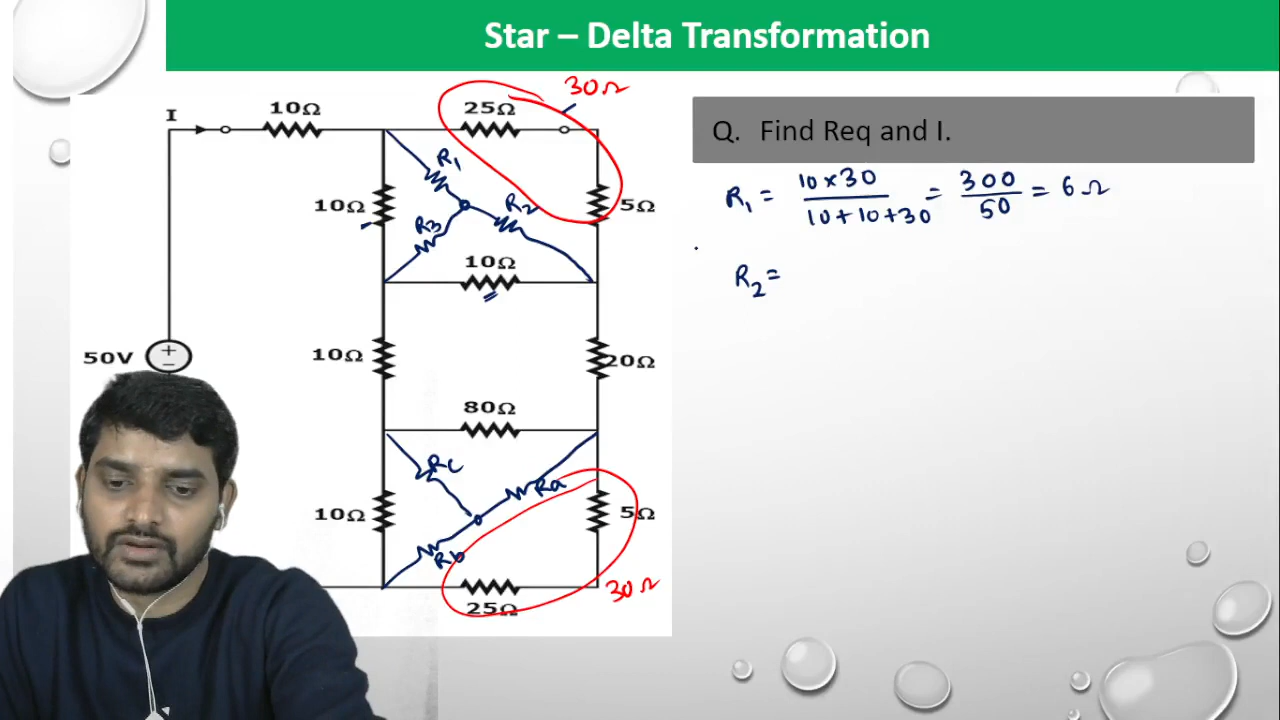 Star – Delta Transformation
30Ω
I
10Ω
25Ω
Q. Find Req and I.
R₁
R₁ = 10×30 / 10+10+30 = 300 / 50 = 6Ω
10Ω
R₃
R₂
5Ω
10Ω
R₂ =
50V
10Ω
20Ω
80Ω
Rc
Ra
10Ω
5Ω
Rb
30Ω
25Ω